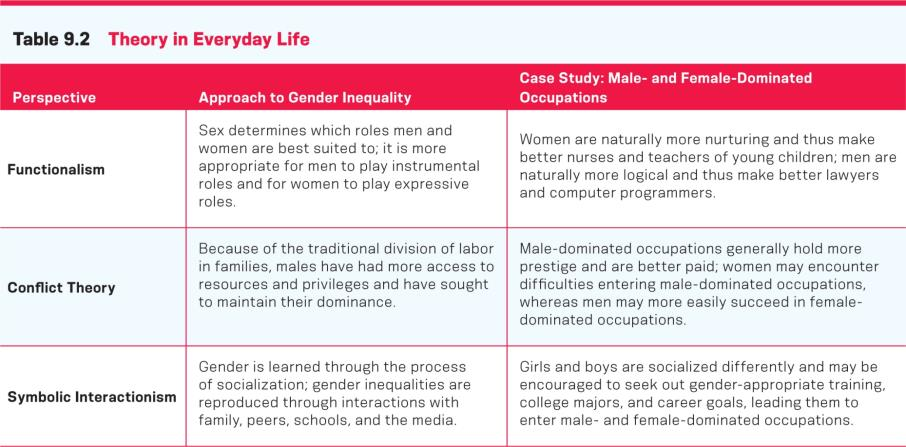 Table 9.2 Theory in Everyday Life
Perspective
Approach to Gender Inequality
Case Study: Male- and Female-Dominated
Occupations
Functionalism
Sex determines which roles men and
women are best suited to; it is more
appropriate for men to play instrumental
roles and for women to play expressive
roles.
Women are naturally more nurturing and thus make
better nurses and teachers of young children; men are
naturally more logical and thus make better lawyers
and computer programmers.
Conflict Theory
Because of the traditional division of labor
in families, males have had more access to
resources and privileges and have sought
to maintain their dominance.
Male-dominated occupations generally hold more
prestige and are better paid; women may encounter
difficulties entering male-dominated occupations,
whereas men may more easily succeed in female-
dominated occupations.
Symbolic Interactionism
Gender is learned through the process
of socialization; gender inequalities are
reproduced through interactions with
family, peers, schools, and the media.
Girls and boys are socialized differently and may be
encouraged to seek out gender-appropriate training,
college majors, and career goals, leading them to
enter male- and female-dominated occupations.